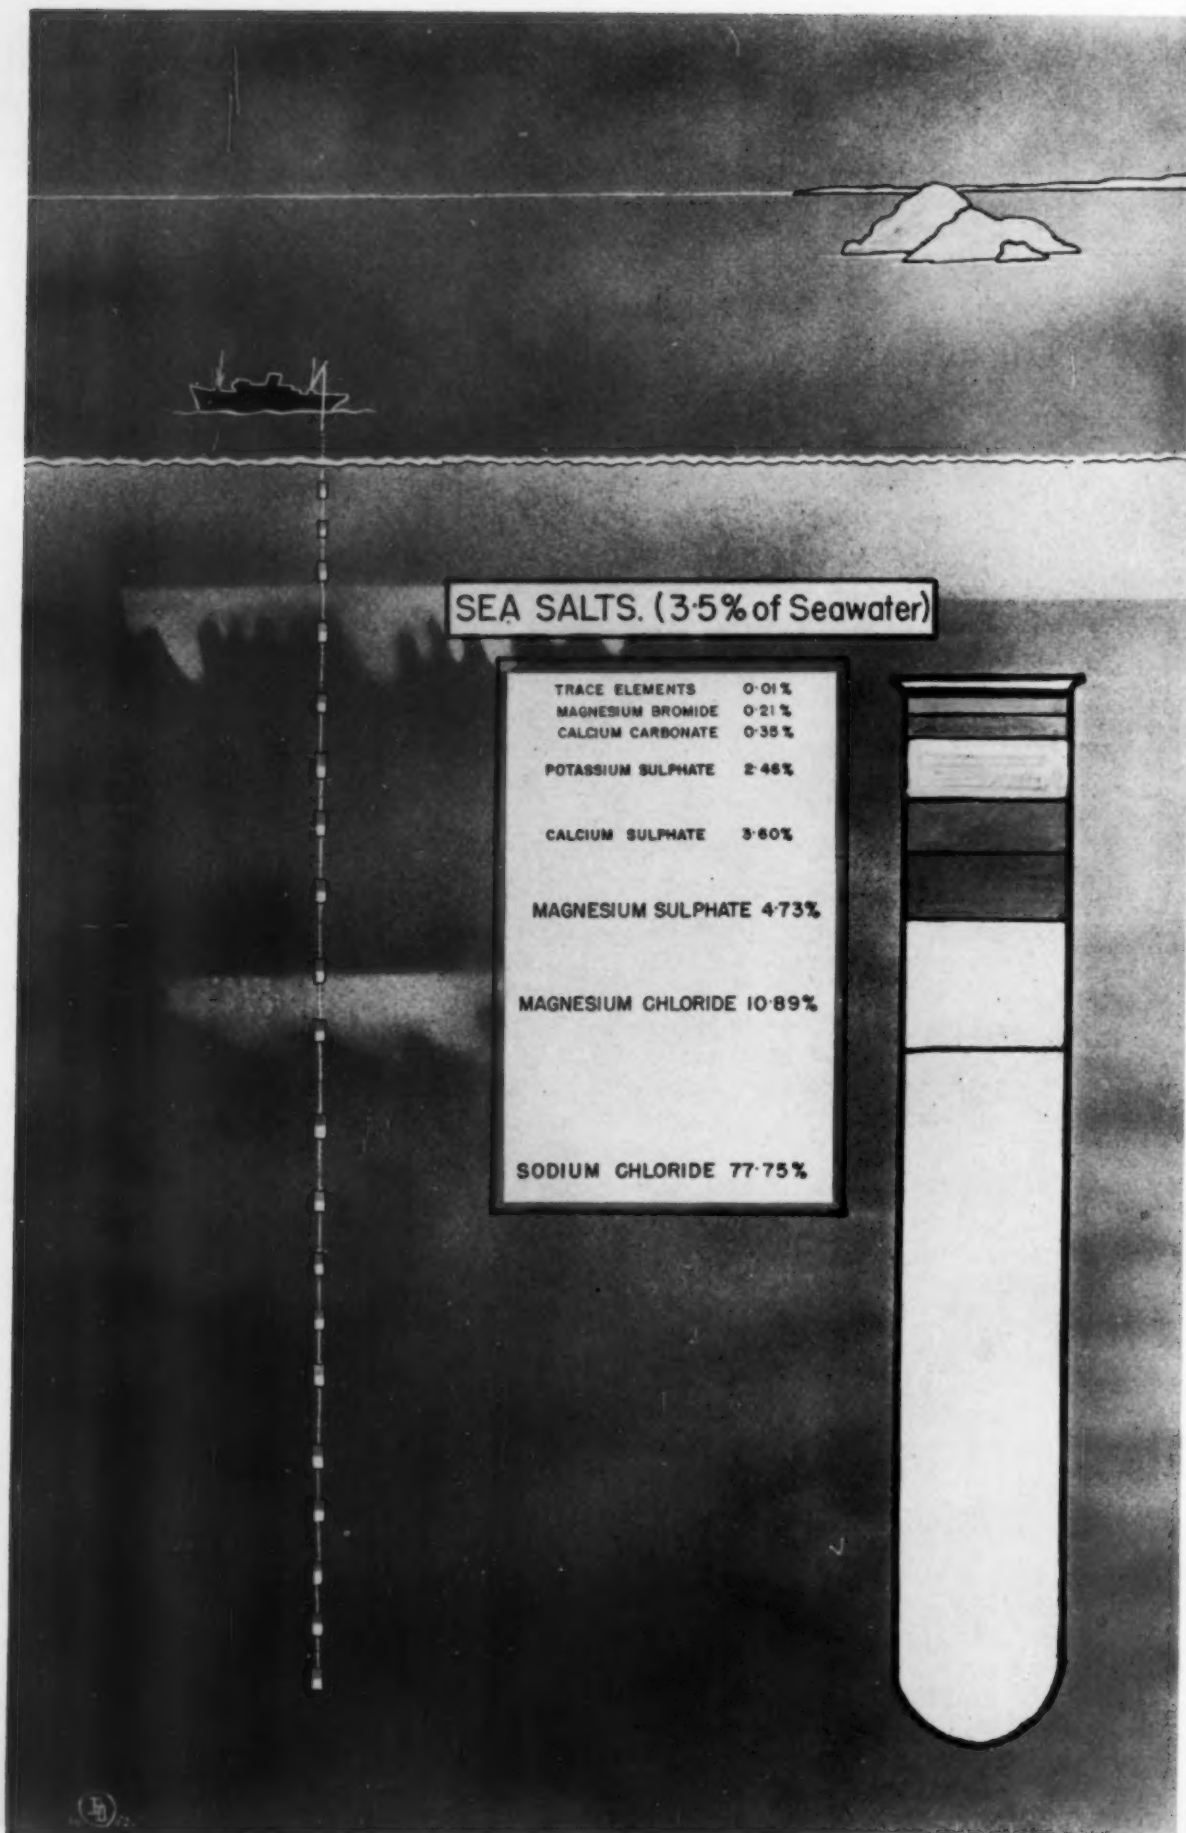 SEA SALTS. (3·5% of Seawater)
TRACE ELEMENTS 0·01%
MAGNESIUM BROMIDE 0·21%
CALCIUM CARBONATE 0·35%
POTASSIUM SULPHATE 2·46%
CALCIUM SULPHATE 3·60%
MAGNESIUM SULPHATE 4·73%
MAGNESIUM CHLORIDE 10·89%
SODIUM CHLORIDE 77·75%